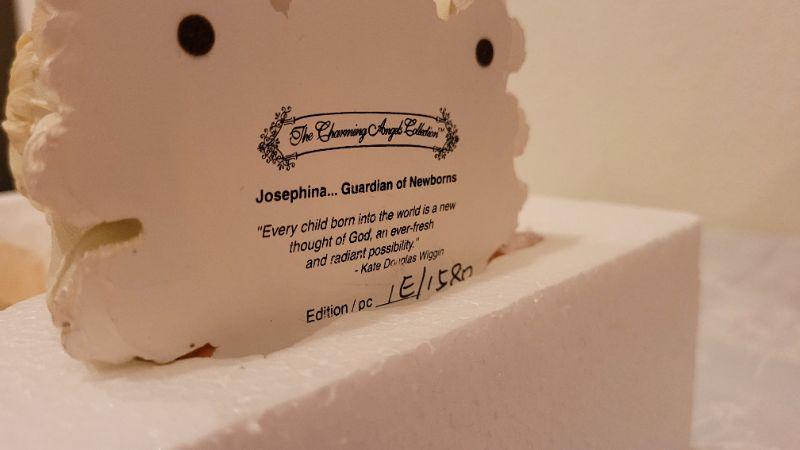 The Charming Angels Collection™
Josephina... Guardian of Newborns
"Every child born into the world is a new
thought of God, an ever-fresh
and radiant possibility."
- Kate Douglas Wiggin
Edition / pc 1E/1580